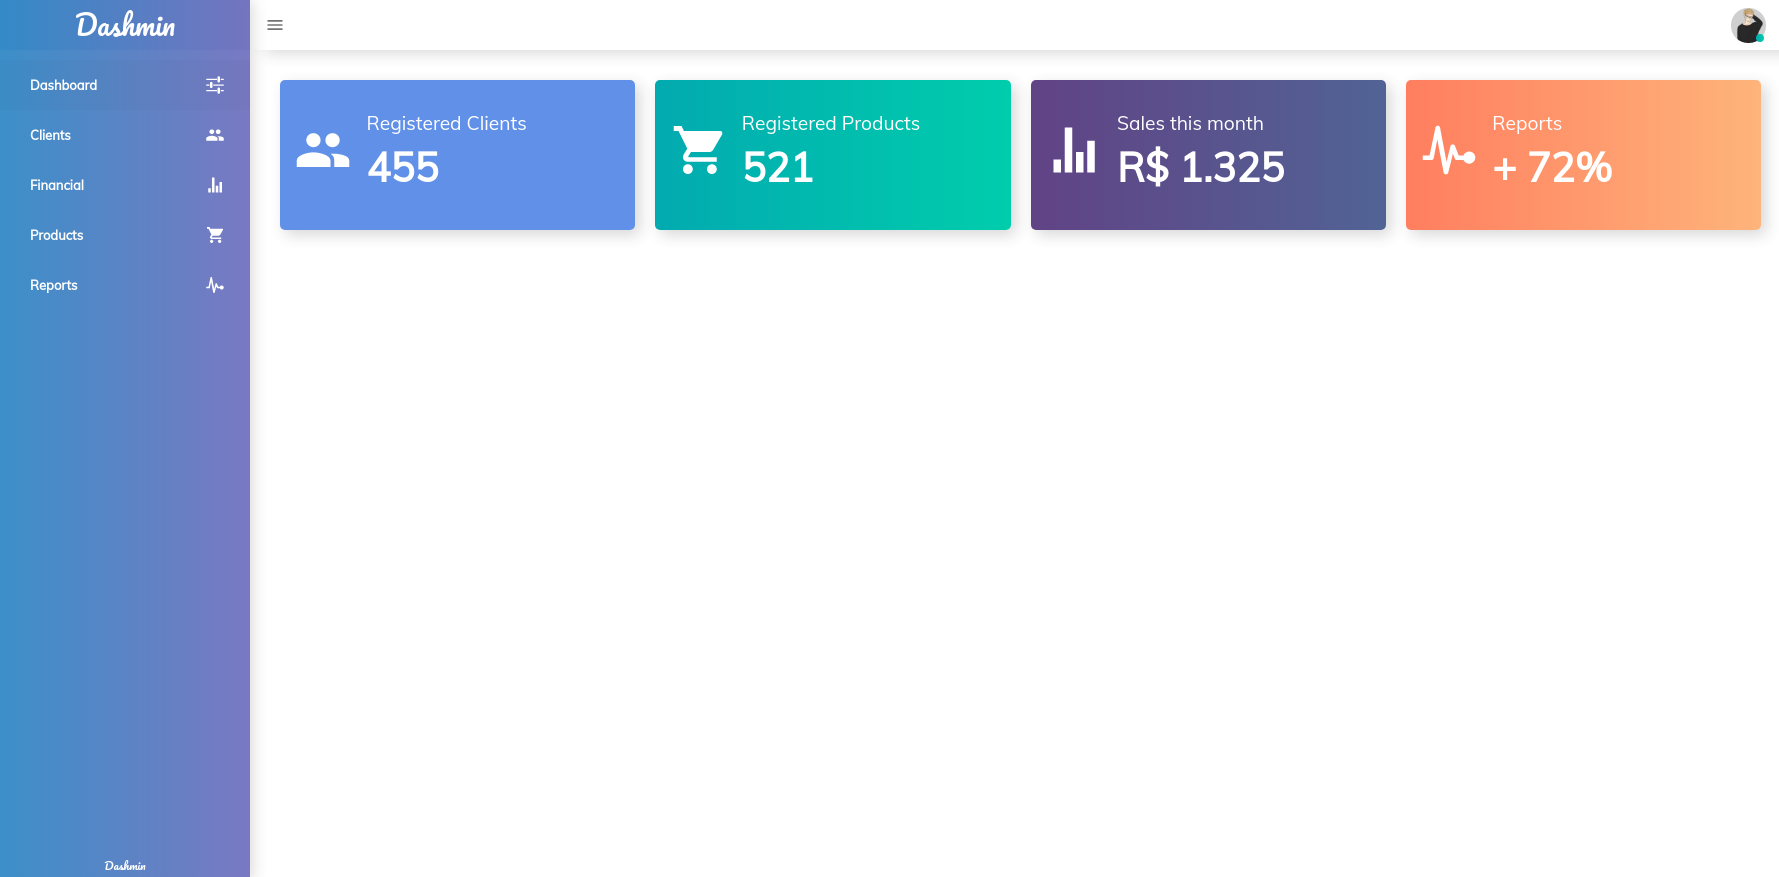 Dashmin
Dashboard
Clients
Financial
Products
Reports
Dashmin
Registered Clients
455
Registered Products
521
Sales this month
R$ 1.325
Reports
+ 72%